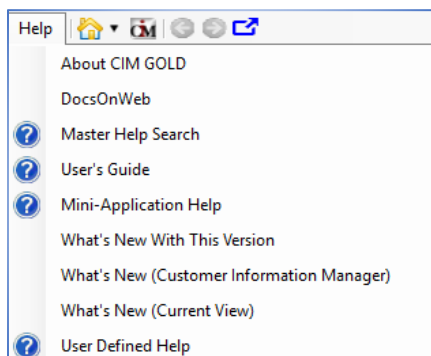 Help CIM
About CIM GOLD
DocsOnWeb
? Master Help Search
? User's Guide
? Mini-Application Help
What's New With This Version
What's New (Customer Information Manager)
What's New (Current View)
? User Defined Help